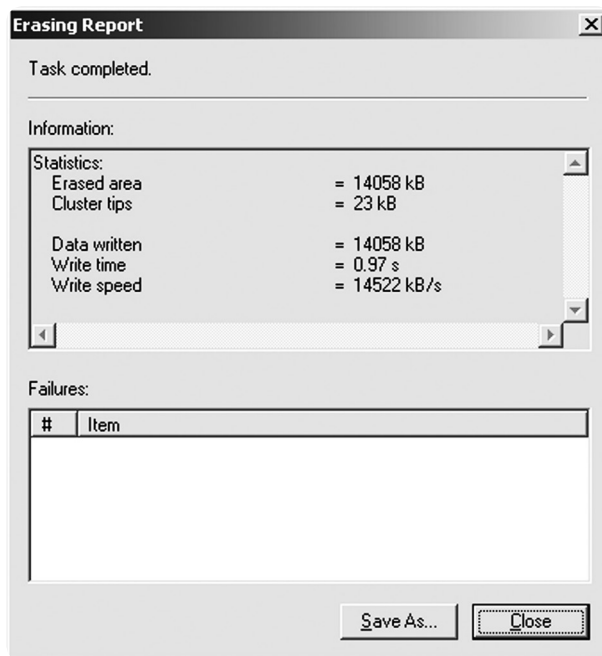 Erasing Report
Task completed.
Information:
Statistics:
Erased area = 14058 kB
Cluster tips = 23 kB
Data written = 14058 kB
Write time = 0.97 s
Write speed = 14522 kB/s
Failures:
# Item
Save As... Close